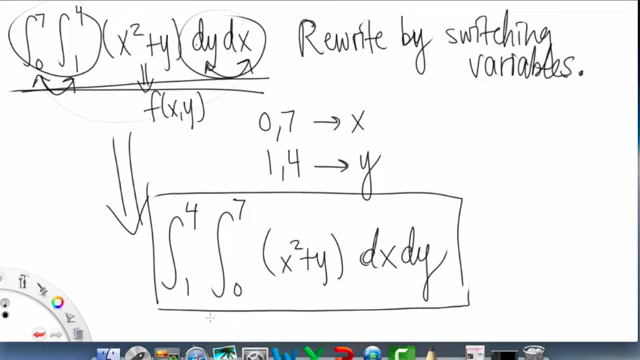 ∫₀⁷ ∫₁⁴ (x²+y) dy dx Rewrite by switching
variables.
f(x,y)
0,7 → x
1,4 → y
∫₁⁴ ∫₀⁷ (x²+y) dx dy